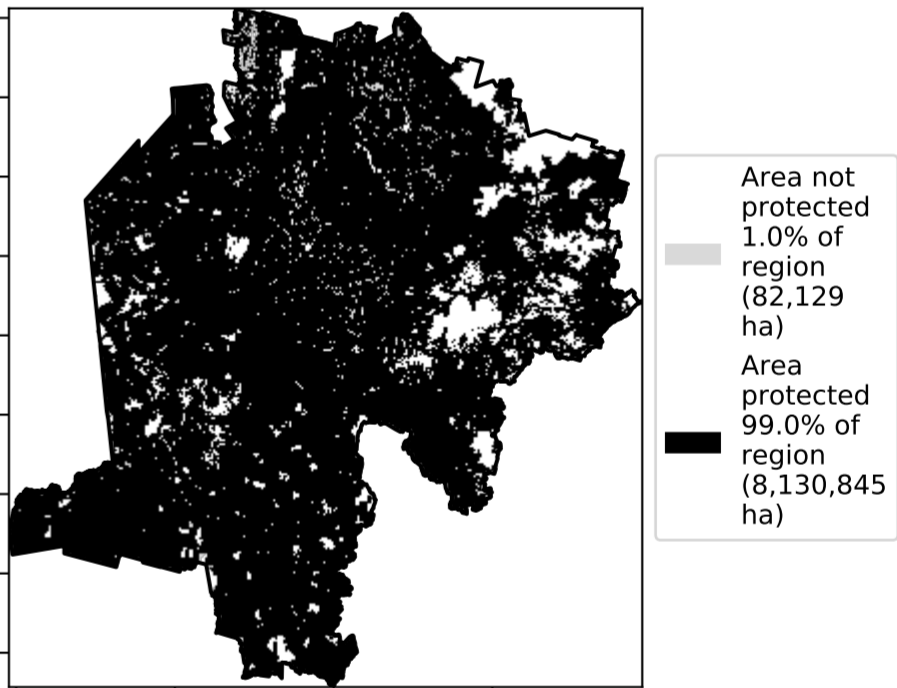 Area not
protected
1.0% of
region
(82,129
ha)
Area
protected
99.0% of
region
(8,130,845
ha)